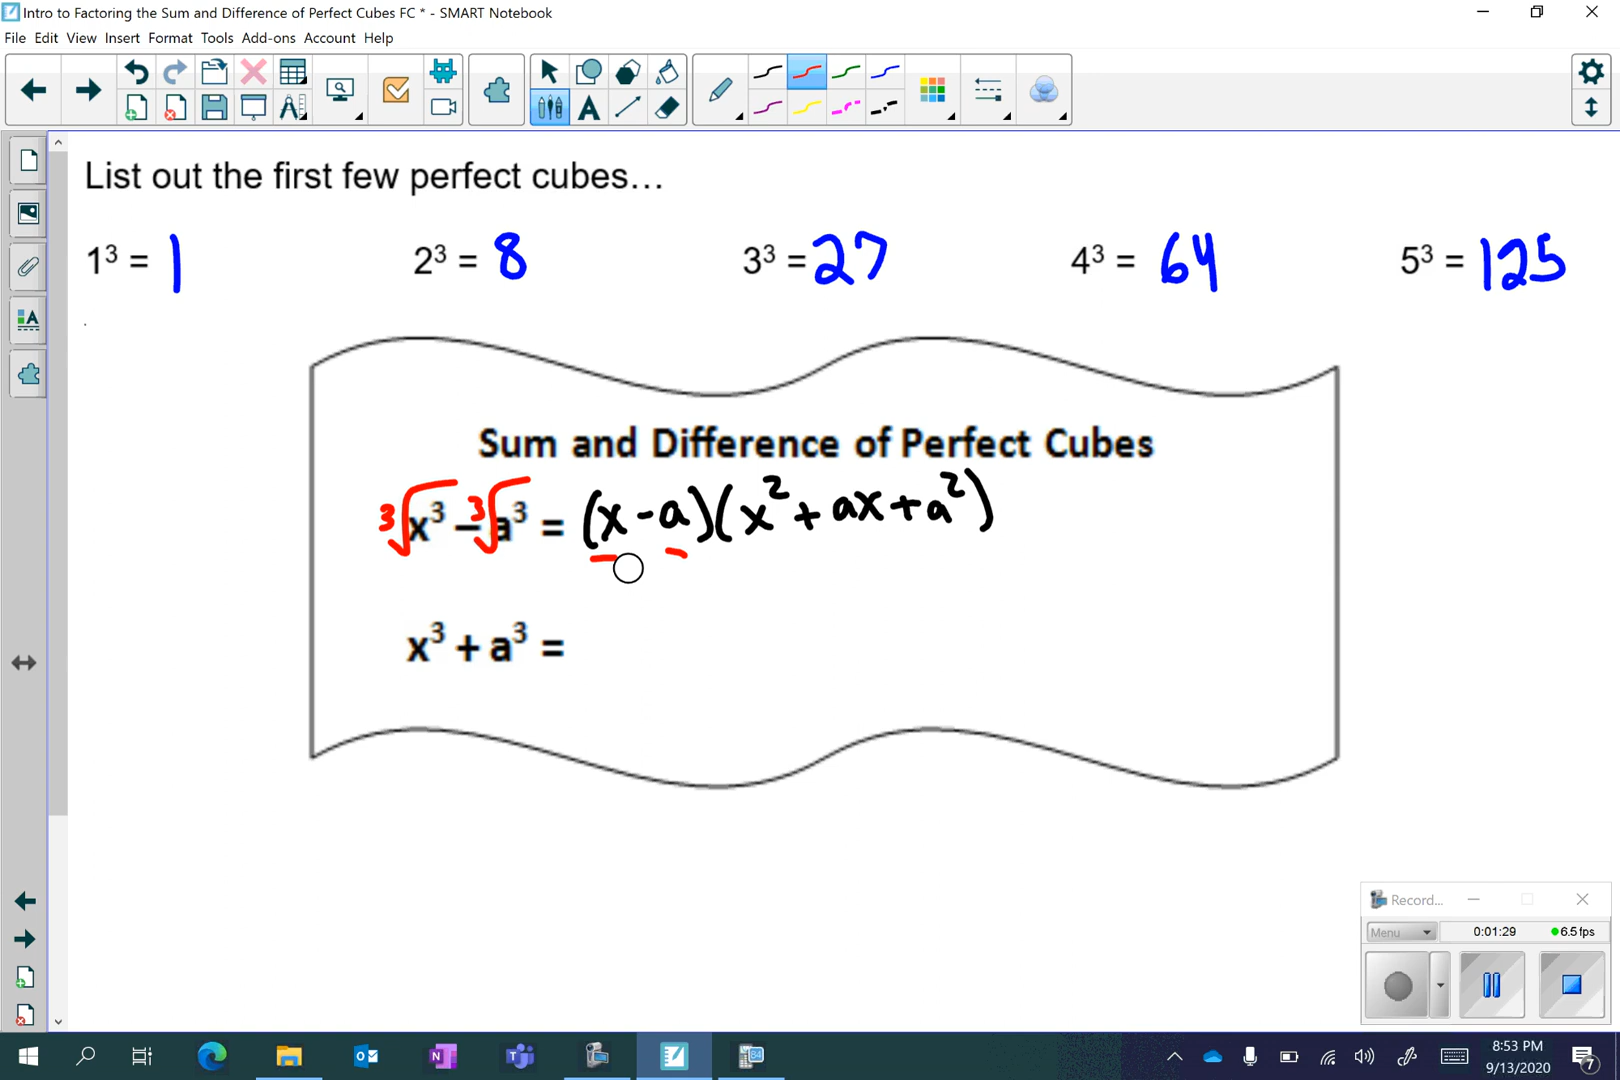 Intro to Factoring the Sum and Difference of Perfect Cubes FC * - SMART Notebook
File Edit View Insert Format Tools Add-ons Account Help
List out the first few perfect cubes…
1³ = 1 2³ = 8 3³ = 27 4³ = 64 5³ = 125
Sum and Difference of Perfect Cubes
∛x³ − ∛a³ = (x - a)(x² + ax + a²)
x³ + a³ =
Record...
Menu 0:01:29 6.5 fps
8:53 PM
9/13/2020
7